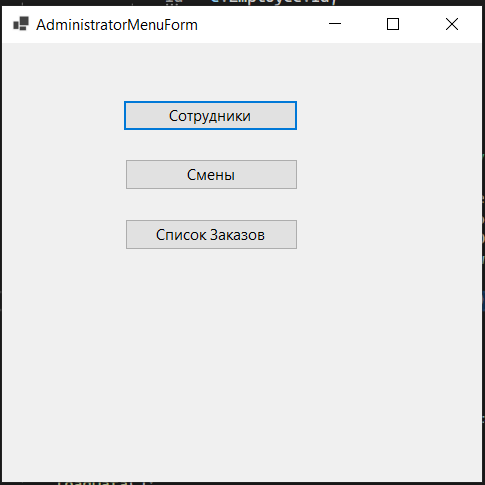 AdministratorMenuForm
Сотрудники
Смены
Список Заказов